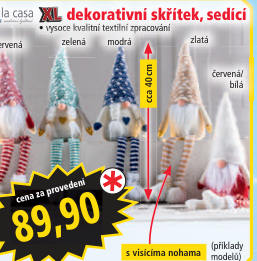 la casa
XL dekorativní skřítek, sedící
• vysoce kvalitní textilní zpracování
ervená
zelená
modrá
zlatá
červená/
bílá
cca 40 cm
cena za provedení
89,90
*
s visícíma nohama
(příklady
modelů)